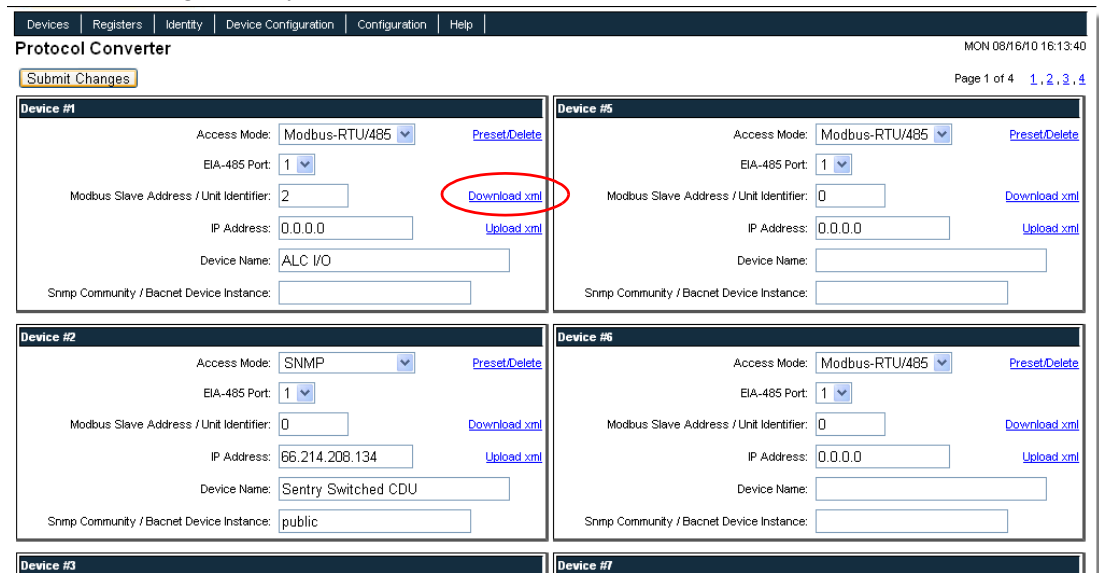 Devices | Registers | Identity | Device Configuration | Configuration | Help |
Protocol Converter
MON 08/16/10 16:13:40
Submit Changes
Page 1 of 4 1 , 2 , 3 , 4
Device #1
Access Mode: Modbus-RTU/485 Preset/Delete
EIA-485 Port: 1
Modbus Slave Address / Unit Identifier: 2 Download xml
IP Address: 0.0.0.0 Upload xml
Device Name: ALC I/O
Snmp Community / Bacnet Device Instance:
Device #5
Access Mode: Modbus-RTU/485 Preset/Delete
EIA-485 Port: 1
Modbus Slave Address / Unit Identifier: 0 Download xml
IP Address: 0.0.0.0 Upload xml
Device Name:
Snmp Community / Bacnet Device Instance:
Device #2
Access Mode: SNMP Preset/Delete
EIA-485 Port: 1
Modbus Slave Address / Unit Identifier: 0 Download xml
IP Address: 66.214.208.134 Upload xml
Device Name: Sentry Switched CDU
Snmp Community / Bacnet Device Instance: public
Device #6
Access Mode: Modbus-RTU/485 Preset/Delete
EIA-485 Port: 1
Modbus Slave Address / Unit Identifier: 0 Download xml
IP Address: 0.0.0.0 Upload xml
Device Name:
Snmp Community / Bacnet Device Instance:
Device #3
Device #7